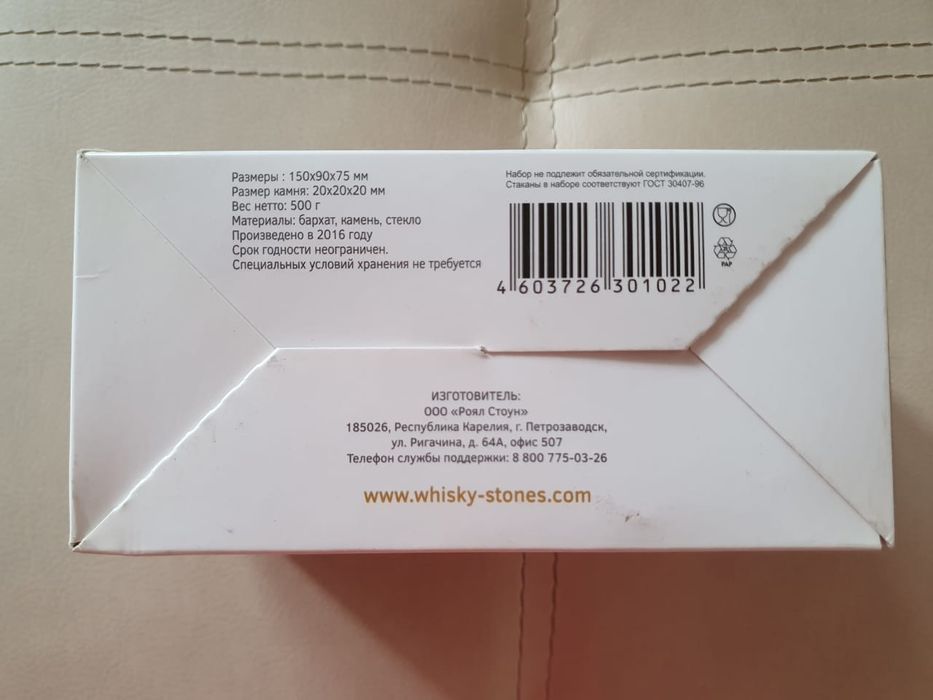 Размеры : 150х90х75 мм
Размер камня: 20х20х20 мм
Вес нетто: 500 г
Материалы: бархат, камень, стекло
Произведено в 2016 году
Срок годности неограничен.
Специальных условий хранения не требуется
Набор не подлежит обязательной сертификации.
Стаканы в наборе соответствуют ГОСТ 30407-96
4 603726 301022
PAP
ИЗГОТОВИТЕЛЬ:
ООО «Роял Стоун»
185026, Республика Карелия, г. Петрозаводск,
ул. Ригачина, д. 64А, офис 507
Телефон службы поддержки: 8 800 775-03-26
www.whisky-stones.com